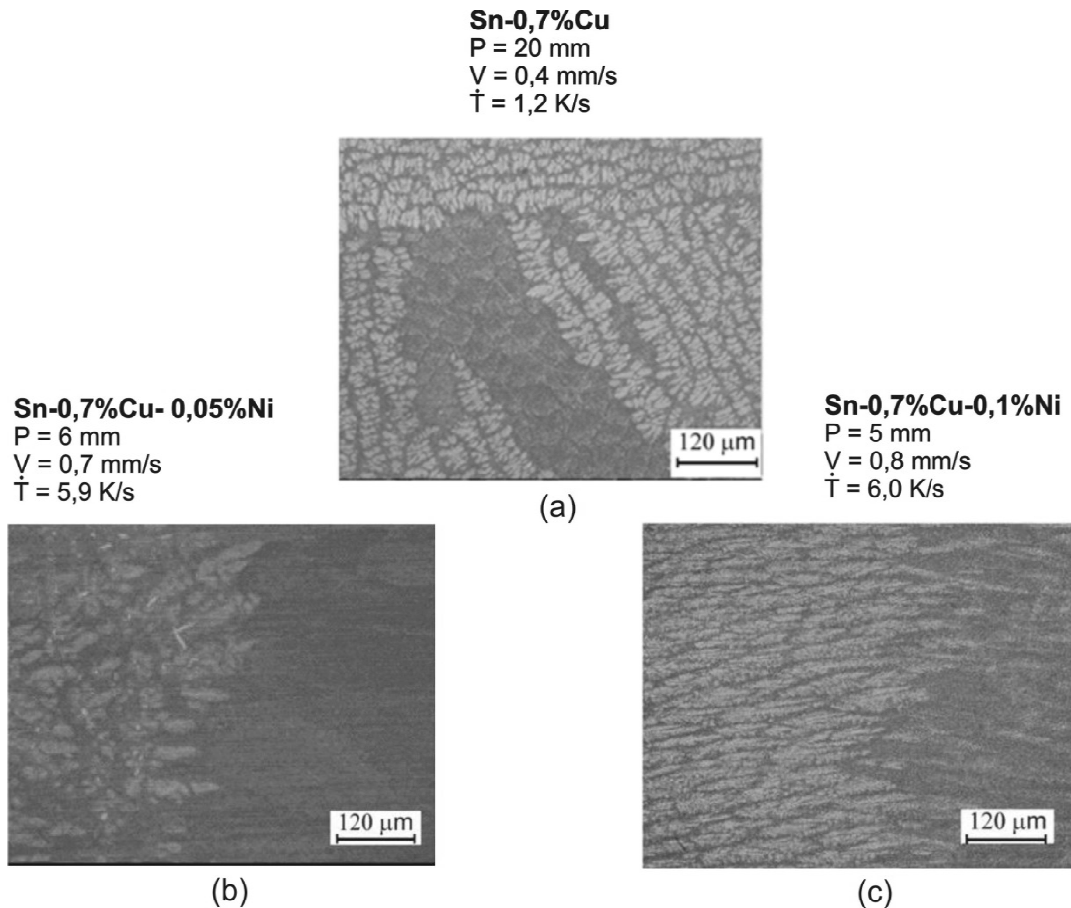 Sn-0,7%Cu
P = 20 mm
V = 0,4 mm/s
Ṫ = 1,2 K/s
120 μm
(a)
Sn-0,7%Cu- 0,05%Ni
P = 6 mm
V = 0,7 mm/s
Ṫ = 5,9 K/s
120 μm
(b)
Sn-0,7%Cu-0,1%Ni
P = 5 mm
V = 0,8 mm/s
Ṫ = 6,0 K/s
120 μm
(c)